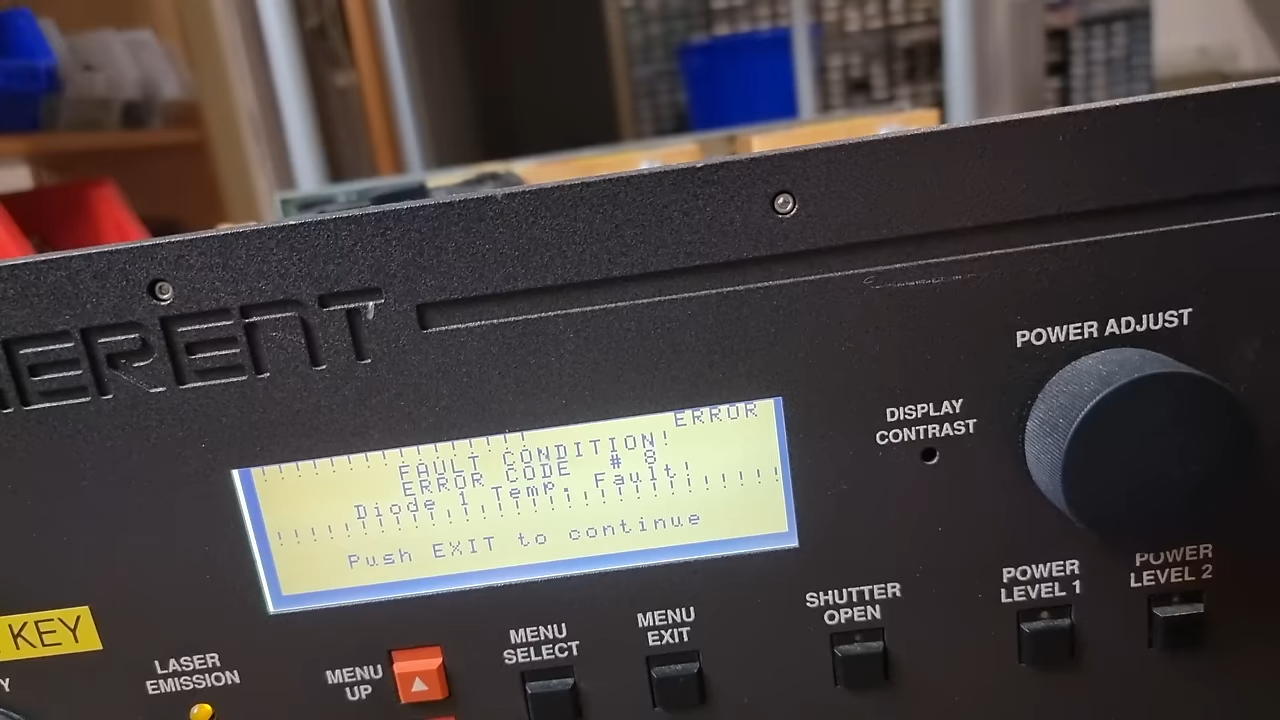 ERENT
POWER ADJUST
DISPLAY
CONTRAST
ERROR
!!!!!!!!!!!!!!!
FAULT CONDITION!
ERROR CODE # 8
Diode 1 Temp. Fault!
!!!!!!!!!!!!!!!!!!!!!!!!!!!!!!
Push EXIT to continue
KEY
Y
LASER
EMISSION
MENU
UP
MENU
SELECT
MENU
EXIT
SHUTTER
OPEN
POWER
LEVEL 1
POWER
LEVEL 2